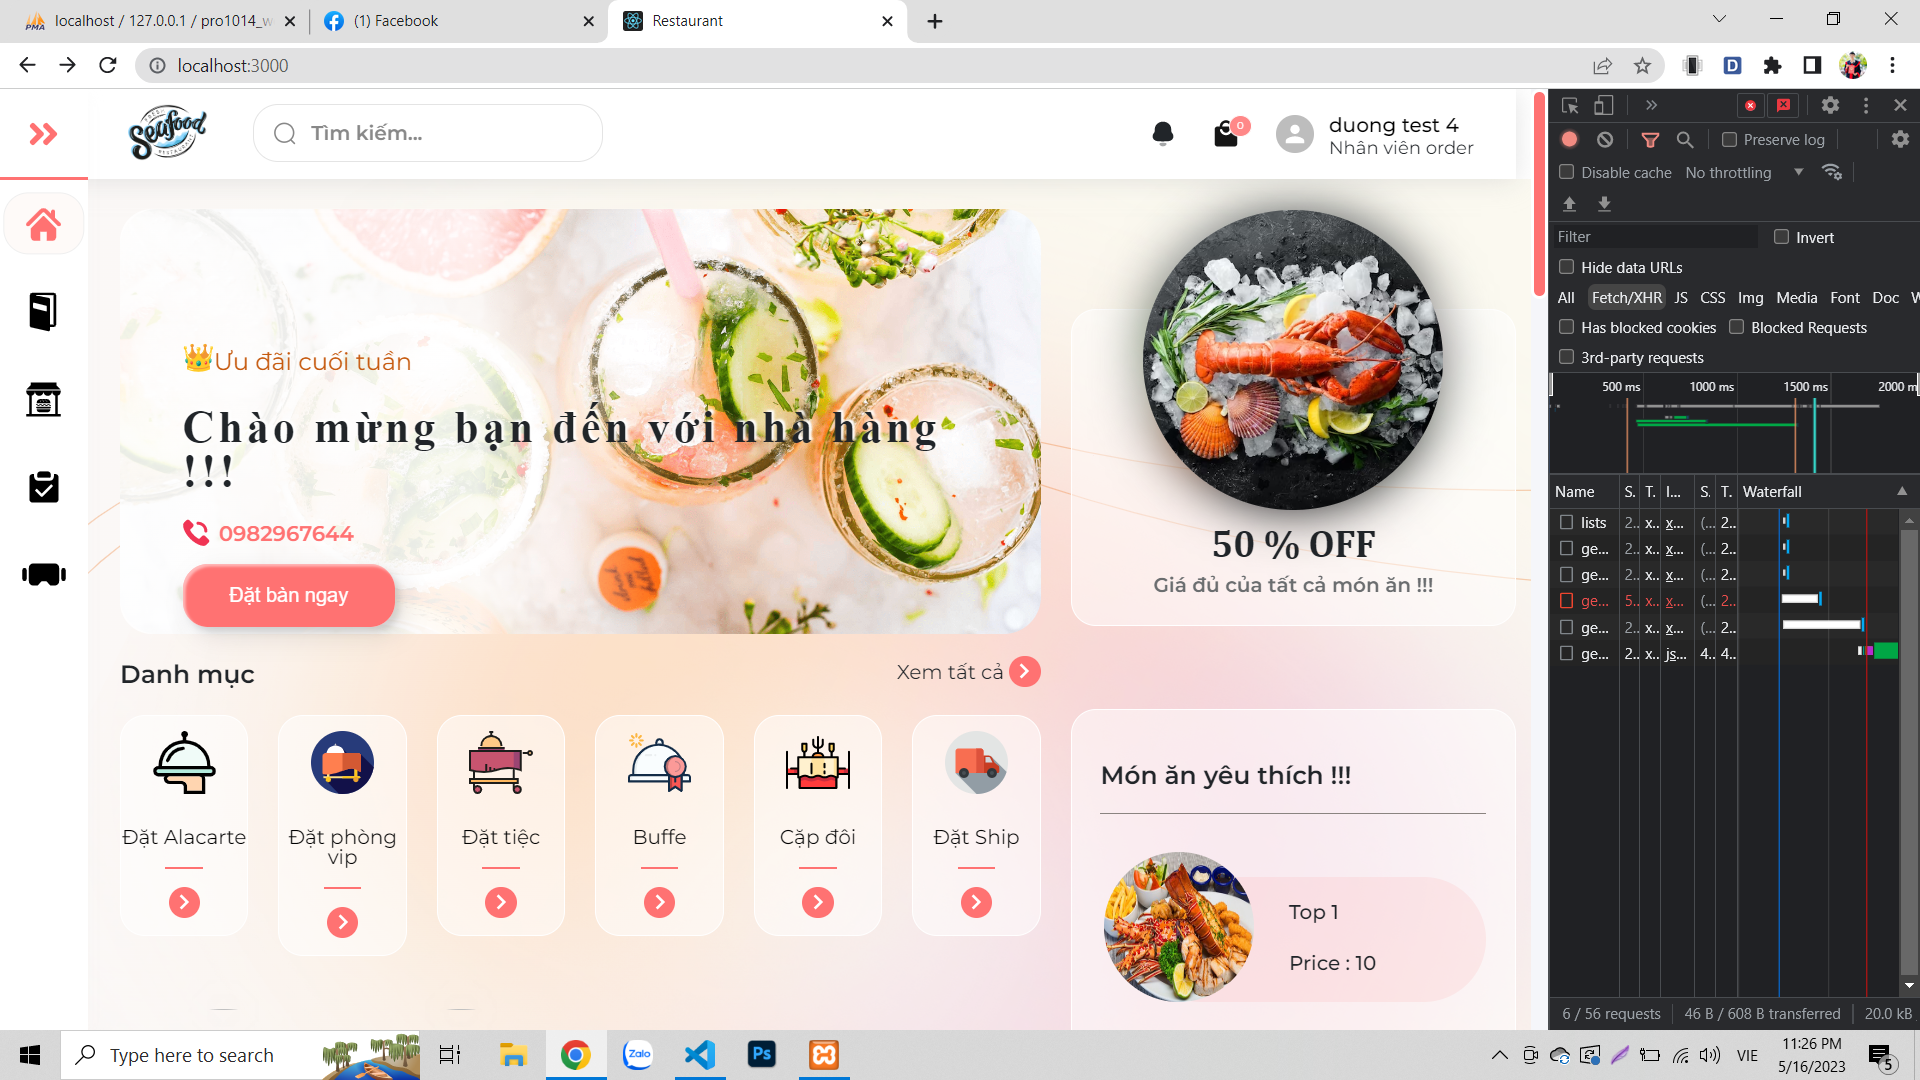 localhost / 127.0.0.1 / pro1014_w
(1) Facebook
Restaurant
localhost:3000
Seafood
RESTAURANT
Tìm kiếm...
0
duong test 4
Nhân viên order
👑Ưu đãi cuối tuần
Chào mừng bạn đến với nhà hàng
!!!
0982967644
Đặt bàn ngay
50 % OFF
Giá đủ của tất cả món ăn !!!
Danh mục
Xem tất cả
Đặt Alacarte
Đặt phòng
vip
Đặt tiệc
Buffe
Cặp đôi
Đặt Ship
Món ăn yêu thích !!!
Top 1
Price : 10
Preserve log
Disable cache
No throttling
Filter
Invert
Hide data URLs
All Fetch/XHR JS CSS Img Media Font Doc W
Has blocked cookies
Blocked Requests
3rd-party requests
500 ms 1000 ms 1500 ms 2000 m
Name S. T. I... S. T. Waterfall
lists 2.. x.. x... (... 2..
ge... 2.. x.. x... (... 2..
ge... 2.. x.. x... (... 2..
ge... 5.. x.. x... (... 2..
ge... 2.. x.. x... (... 2..
ge... 2.. x.. js... 4.. 4..
6 / 56 requests
46 B / 608 B transferred
20.0 kB
Type here to search
Zalo
Ps
VIE
11:26 PM
5/16/2023
5